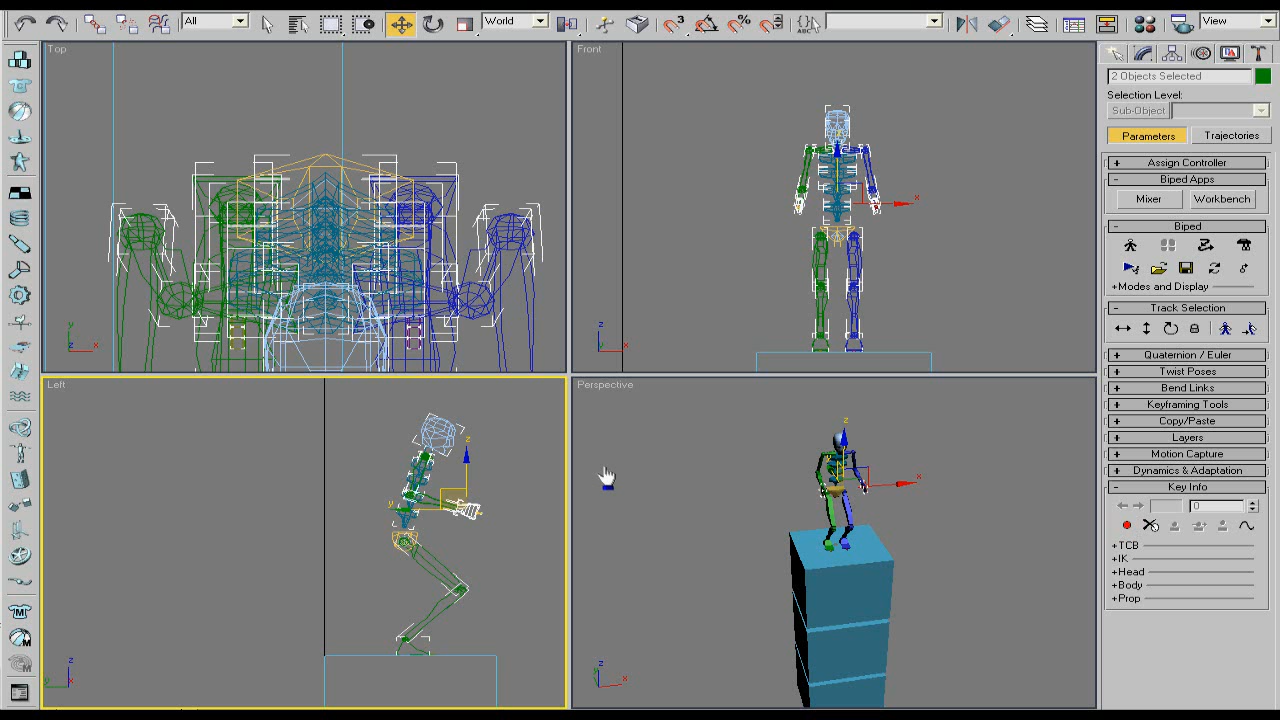 All
World
3
%
ABC
View
Top
Front
2 Objects Selected
Selection Level:
Sub-Object
Parameters
Trajectories
+ Assign Controller
- Biped Apps
Mixer
Workbench
- Biped
+Modes and Display
- Track Selection
+ Quaternion / Euler
+ Twist Poses
+ Bend Links
+ Keyframing Tools
+ Copy/Paste
+ Layers
+ Motion Capture
+ Dynamics & Adaptation
- Key Info
0
+TCB
+IK
+Head
+Body
+Prop
x
y
x
z
z
x
Left
Perspective
z
y
z
x
z
x
z
x
M
M